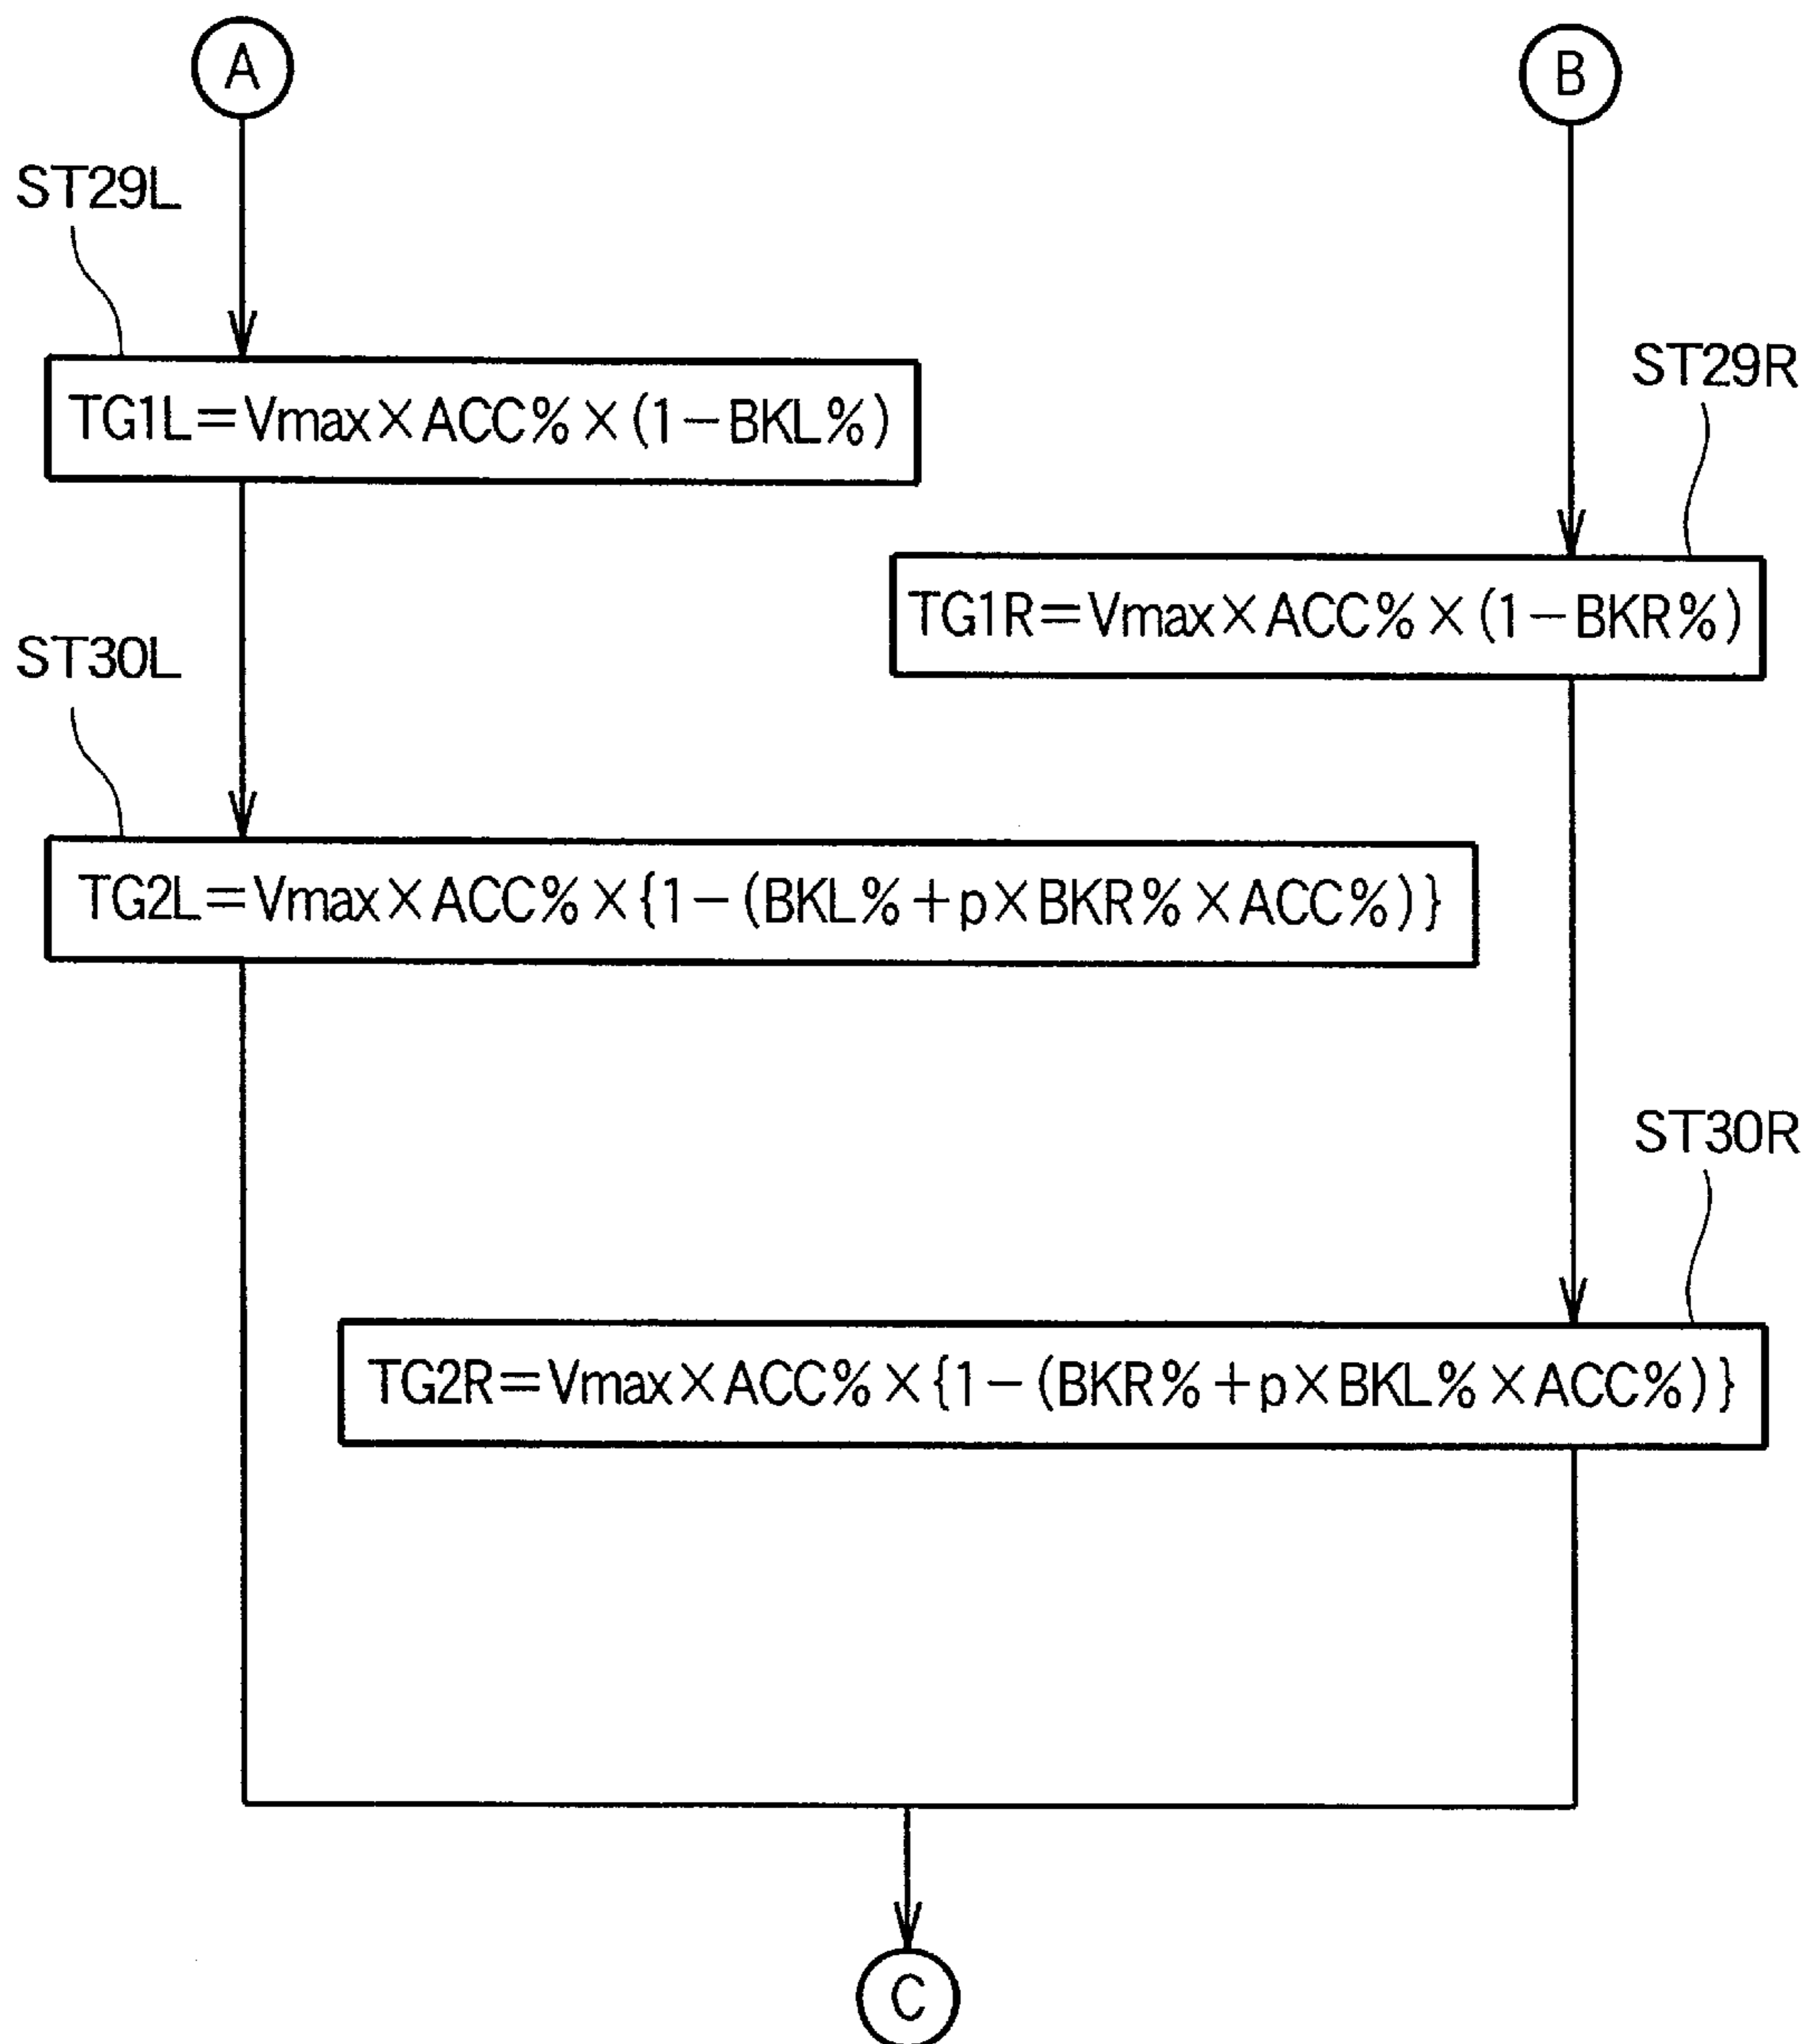 A
B
ST29L
TG1L=Vmax×ACC%×(1-BKL%)
ST29R
TG1R=Vmax×ACC%×(1-BKR%)
ST30L
TG2L=Vmax×ACC%×{1-(BKL%+p×BKR%×ACC%)}
ST30R
TG2R=Vmax×ACC%×{1-(BKR%+p×BKL%×ACC%)}
C